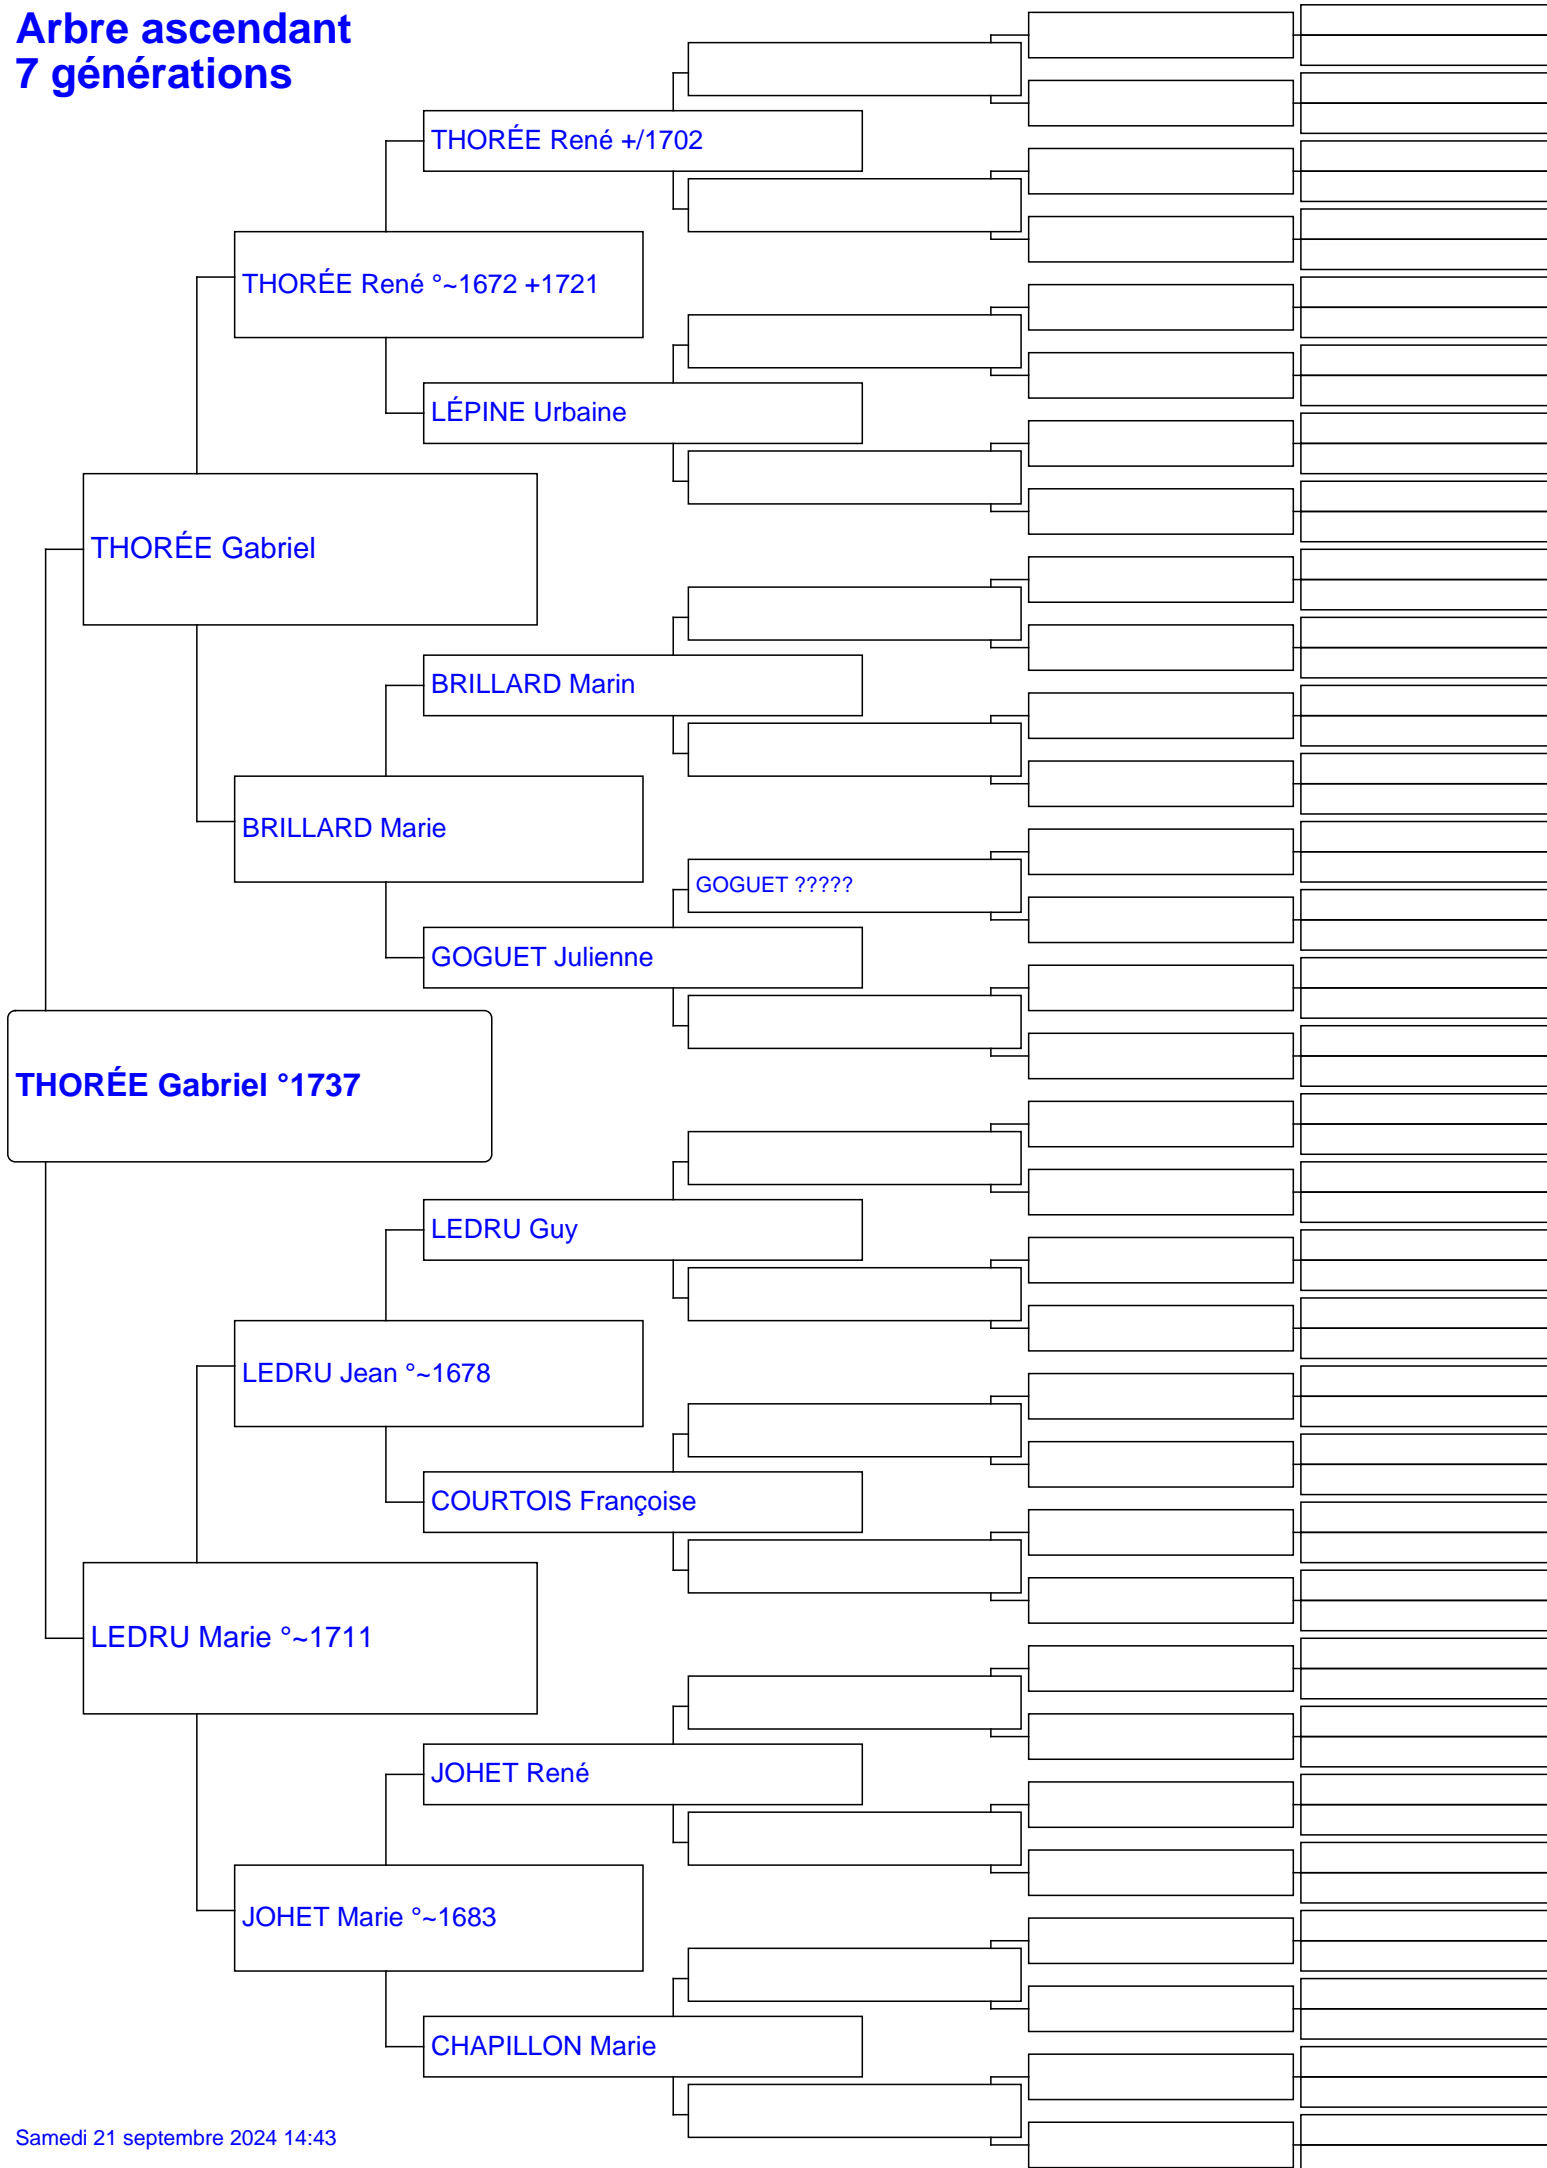 Arbre ascendant
7 générations
THORÉE René +/1702
THORÉE René °~1672 +1721
LÉPINE Urbaine
THORÉE Gabriel
BRILLARD Marin
BRILLARD Marie
GOGUET ?????
GOGUET Julienne
THORÉE Gabriel °1737
LEDRU Guy
LEDRU Jean °~1678
COURTOIS Françoise
LEDRU Marie °~1711
JOHET René
JOHET Marie °~1683
CHAPILLON Marie
Samedi 21 septembre 2024 14:43